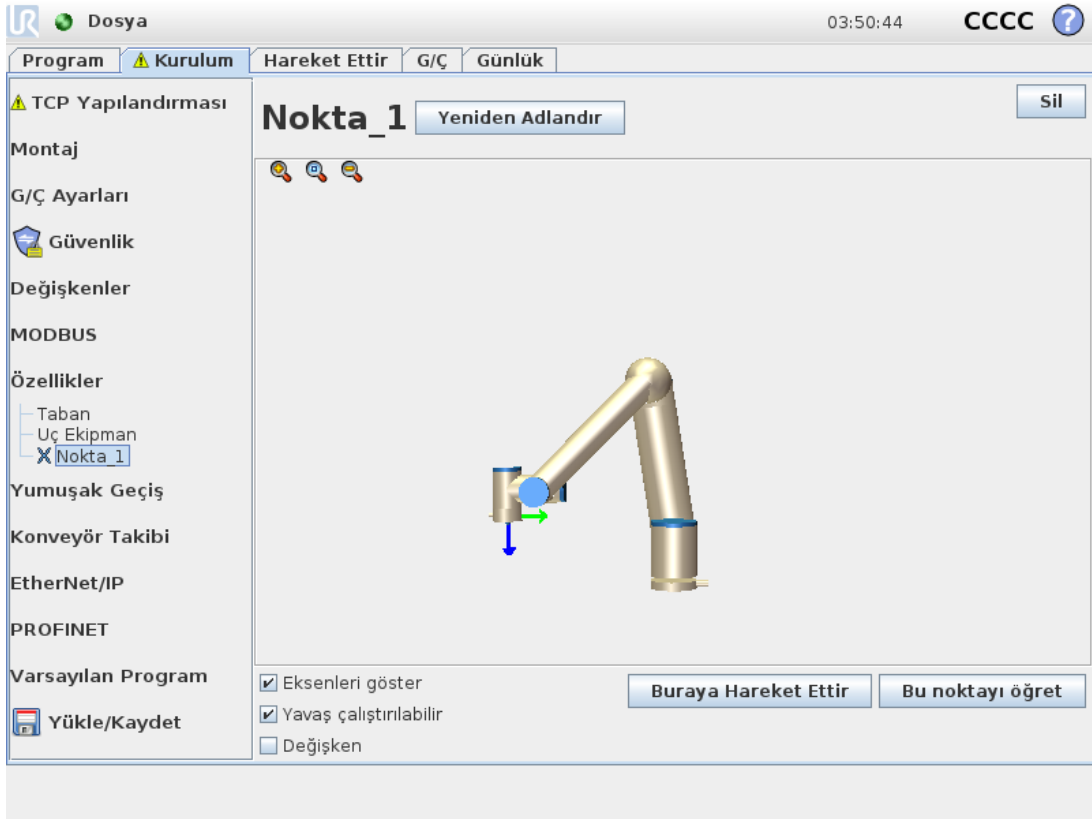 UR Dosya 03:50:44 CCCC ?
Program Kurulum Hareket Ettir G/Ç Günlük
TCP Yapılandırması
Montaj
G/Ç Ayarları
Güvenlik
Değişkenler
MODBUS
Özellikler
Taban
Uç Ekipman
Nokta_1
Yumuşak Geçiş
Konveyör Takibi
EtherNet/IP
PROFINET
Varsayılan Program
Yükle/Kaydet
Nokta_1 Yeniden Adlandır Sil
Eksenleri göster
Yavaş çalıştırılabilir
Değişken
Buraya Hareket Ettir Bu noktayı öğret